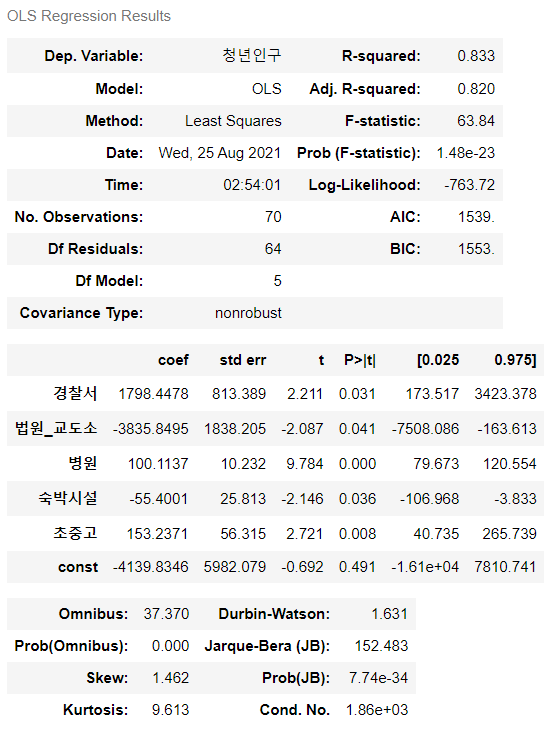 OLS Regression Results
Dep. Variable: 청년인구 R-squared: 0.833
Model: OLS Adj. R-squared: 0.820
Method: Least Squares F-statistic: 63.84
Date: Wed, 25 Aug 2021 Prob (F-statistic): 1.48e-23
Time: 02:54:01 Log-Likelihood: -763.72
No. Observations: 70 AIC: 1539.
Df Residuals: 64 BIC: 1553.
Df Model: 5
Covariance Type: nonrobust
coef std err t P>|t| [0.025 0.975]
경찰서 1798.4478 813.389 2.211 0.031 173.517 3423.378
법원_교도소 -3835.8495 1838.205 -2.087 0.041 -7508.086 -163.613
병원 100.1137 10.232 9.784 0.000 79.673 120.554
숙박시설 -55.4001 25.813 -2.146 0.036 -106.968 -3.833
초중고 153.2371 56.315 2.721 0.008 40.735 265.739
const -4139.8346 5982.079 -0.692 0.491 -1.61e+04 7810.741
Omnibus: 37.370 Durbin-Watson: 1.631
Prob(Omnibus): 0.000 Jarque-Bera (JB): 152.483
Skew: 1.462 Prob(JB): 7.74e-34
Kurtosis: 9.613 Cond. No. 1.86e+03